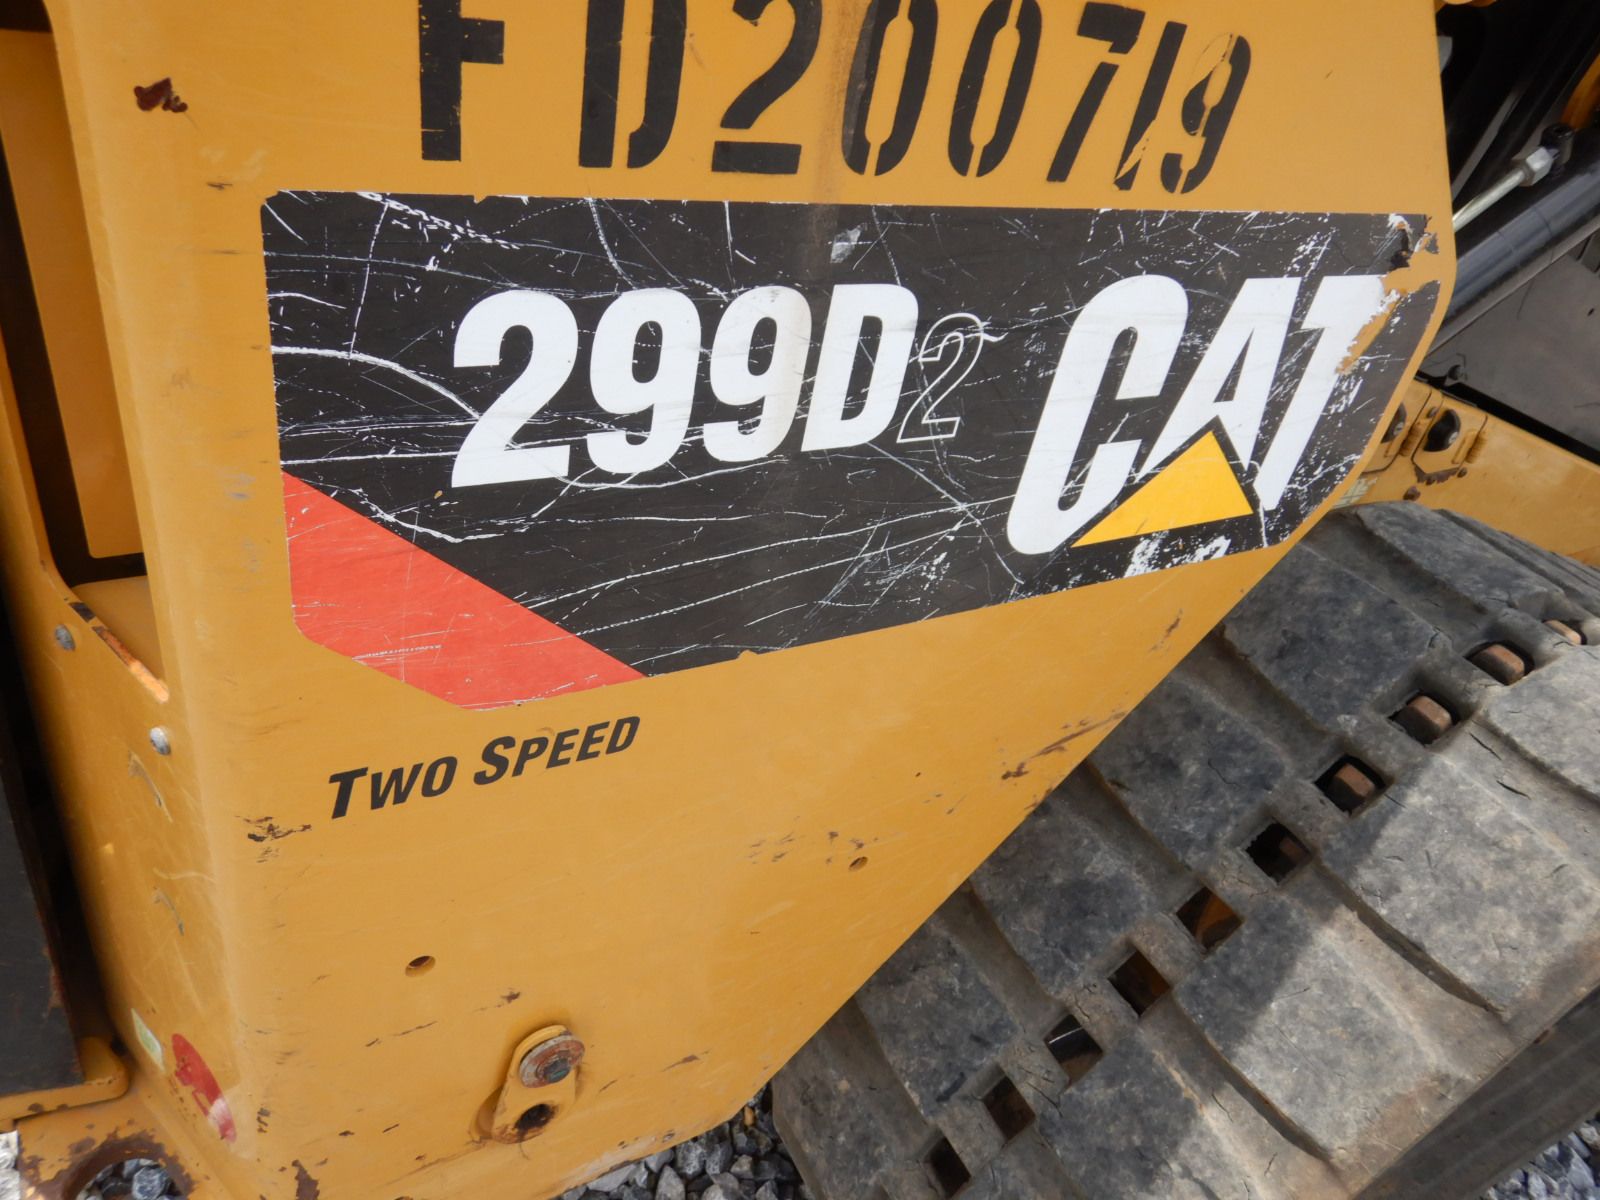 FD200719
299D2 CAT
TWO SPEED